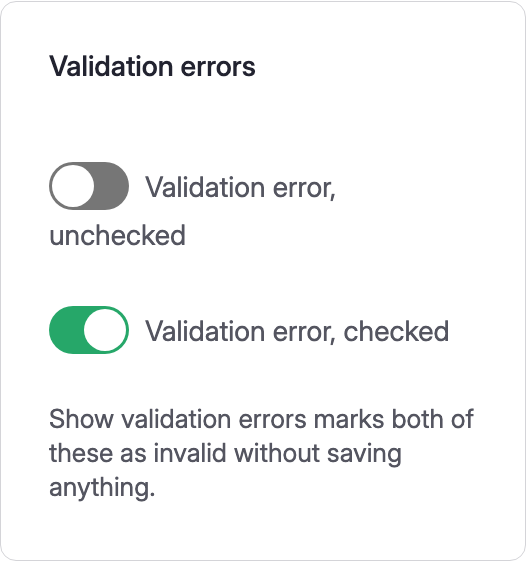 Validation errors
Validation error,
unchecked
Validation error, checked
Show validation errors marks both of
these as invalid without saving
anything.